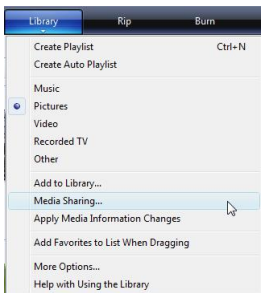 Library Rip Burn
Create Playlist Ctrl+N
Create Auto Playlist
Music
Pictures
Video
Recorded TV
Other
Add to Library...
Media Sharing...
Apply Media Information Changes
Add Favorites to List When Dragging
More Options...
Help with Using the Library